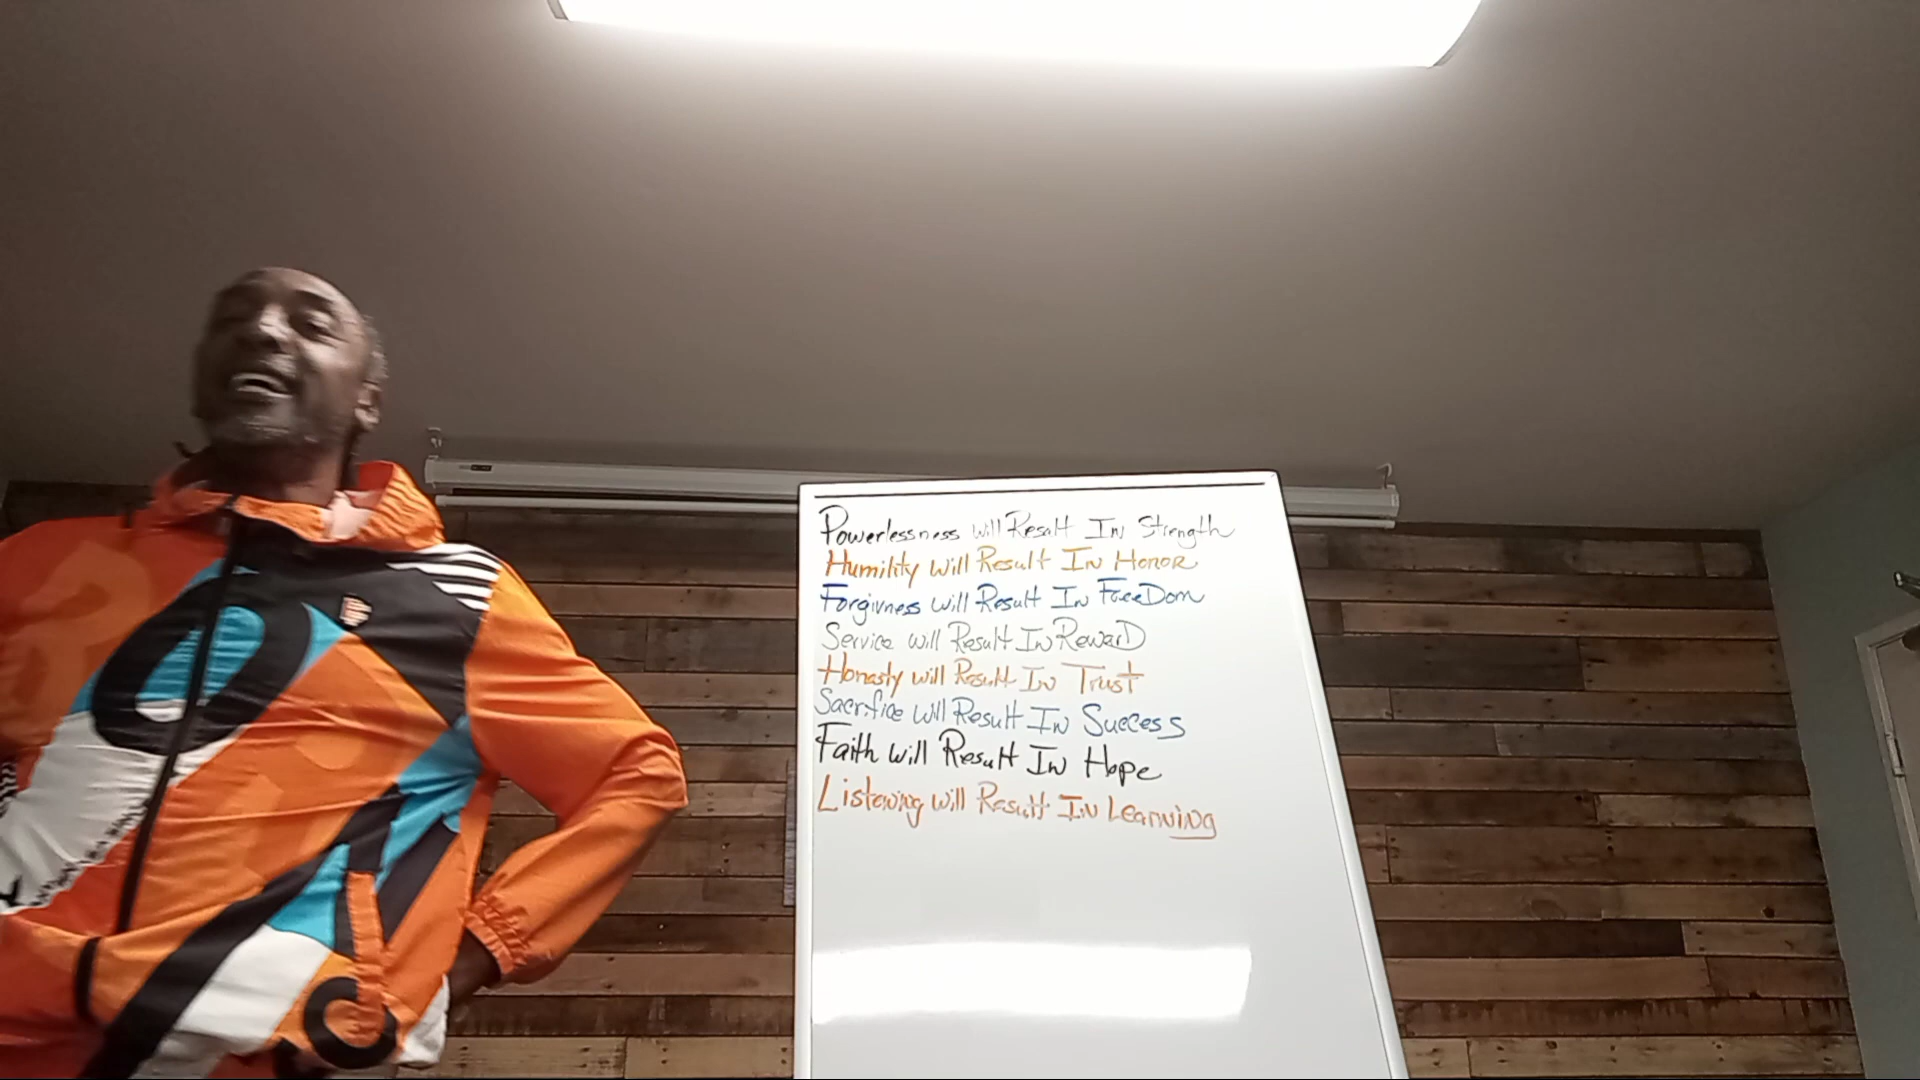 Powerlessness will Result In Strength
Humility will Result In Honor
Forgivness will Result In FreeDom
Service will Result In RewarD
Honasty will Result In Trust
Sacrifice will Result In Success
Faith will Result In Hope
Listening will Result In Learning